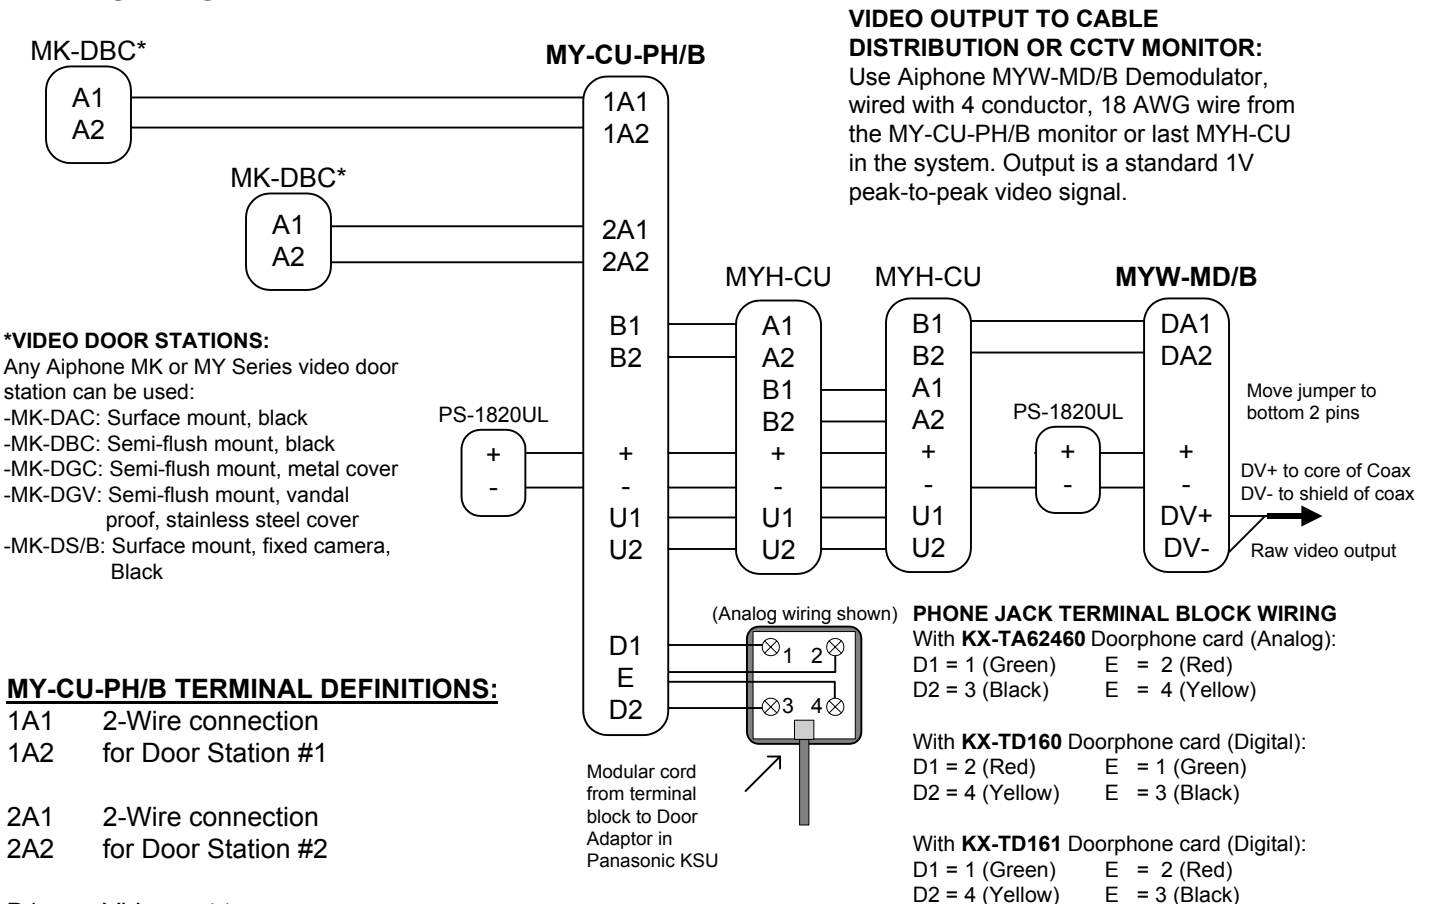 VIDEO OUTPUT TO CABLE
DISTRIBUTION OR CCTV MONITOR:
Use Aiphone MYW-MD/B Demodulator,
wired with 4 conductor, 18 AWG wire from
the MY-CU-PH/B monitor or last MYH-CU
in the system. Output is a standard 1V
peak-to-peak video signal.
MK-DBC*
A1
A2
MK-DBC*
A1
A2
MY-CU-PH/B
1A1
1A2
2A1
2A2
B1
B2
+
-
U1
U2
D1
E
D2
MYH-CU
A1
A2
B1
B2
+
-
U1
U2
MYH-CU
B1
B2
A1
A2
+
-
U1
U2
MYW-MD/B
DA1
DA2
+
-
DV+
DV-
PS-1820UL
+
-
PS-1820UL
+
-
Move jumper to
bottom 2 pins
DV+ to core of Coax
DV- to shield of coax
Raw video output
*VIDEO DOOR STATIONS:
Any Aiphone MK or MY Series video door
station can be used:
-MK-DAC: Surface mount, black
-MK-DBC: Semi-flush mount, black
-MK-DGC: Semi-flush mount, metal cover
-MK-DGV: Semi-flush mount, vandal
proof, stainless steel cover
-MK-DS/B: Surface mount, fixed camera,
Black
(Analog wiring shown)
1 2
3 4
Modular cord
from terminal
block to Door
Adaptor in
Panasonic KSU
PHONE JACK TERMINAL BLOCK WIRING
With KX-TA62460 Doorphone card (Analog):
D1 = 1 (Green) E = 2 (Red)
D2 = 3 (Black) E = 4 (Yellow)
With KX-TD160 Doorphone card (Digital):
D1 = 2 (Red) E = 1 (Green)
D2 = 4 (Yellow) E = 3 (Black)
With KX-TD161 Doorphone card (Digital):
D1 = 1 (Green) E = 2 (Red)
D2 = 4 (Yellow) E = 3 (Black)
MY-CU-PH/B TERMINAL DEFINITIONS:
1A1 2-Wire connection
1A2 for Door Station #1
2A1 2-Wire connection
2A2 for Door Station #2